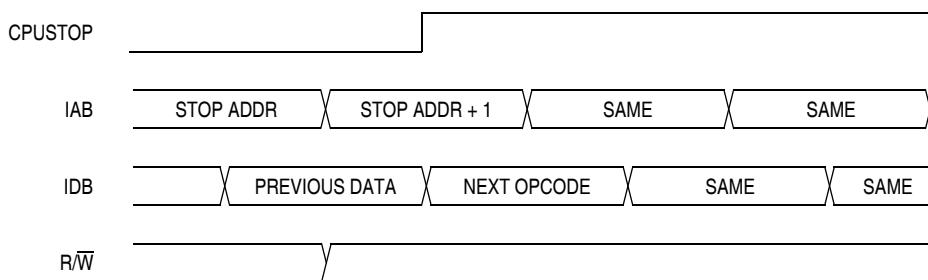 CPUSTOP
IAB STOP ADDR STOP ADDR + 1 SAME SAME
IDB PREVIOUS DATA NEXT OPCODE SAME SAME
R/W̅